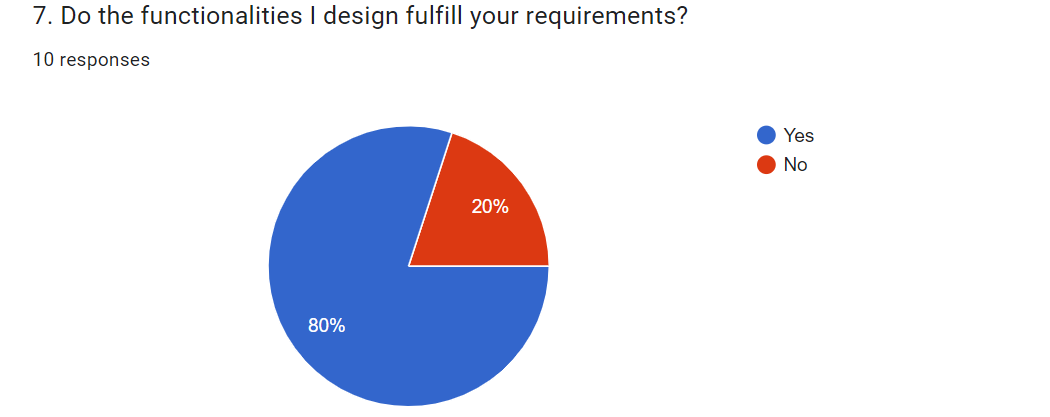 7. Do the functionalities I design fulfill your requirements?
10 responses
Yes
No
20%
80%